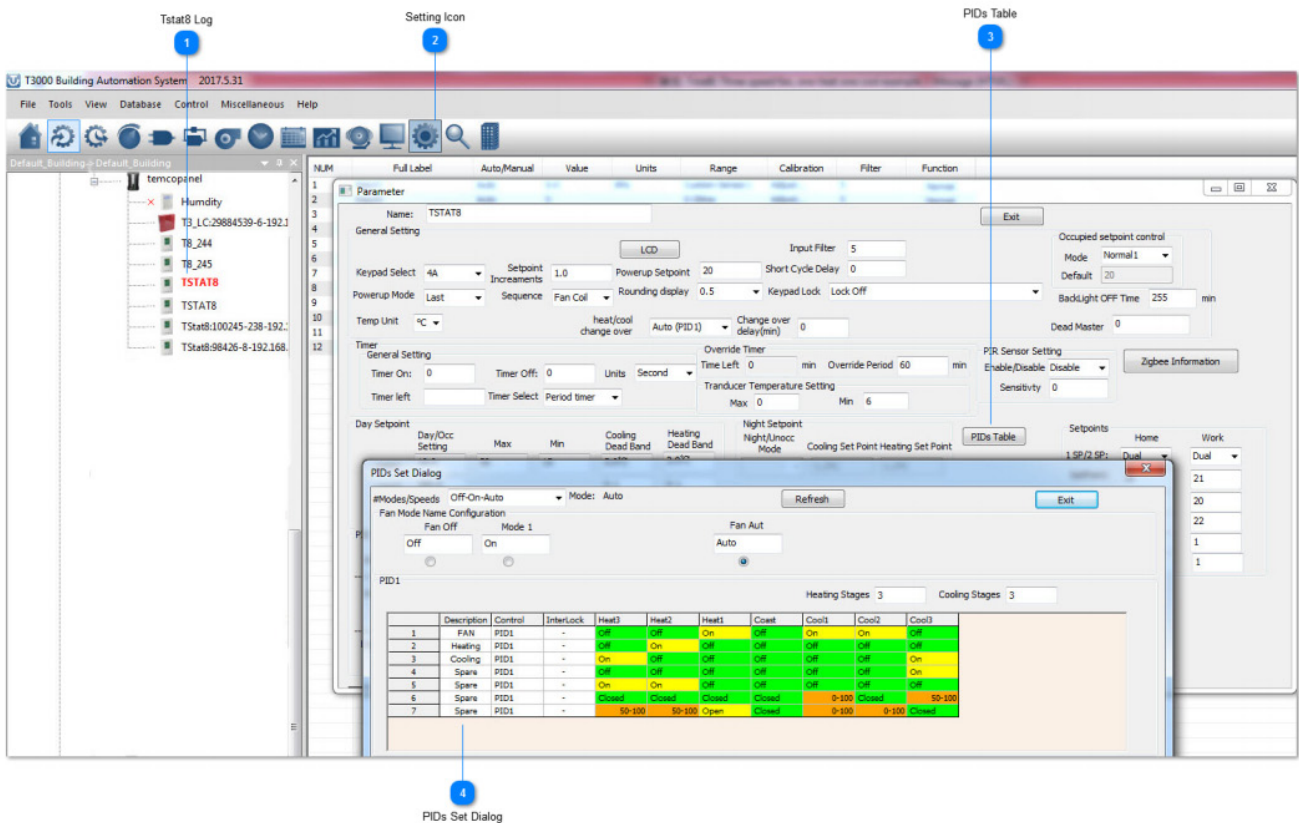 Tstat8 Log
Setting Icon
PIDs Table
1
2
3
T3000 Building Automation System 2017.5.31
File Tools View Database Control Miscellaneous Help
Default_Building->Default_Building
temcopanel
Humdity
T3_LC:29884539-6-192.1
T8_244
T8_245
TSTAT8
TSTAT8
TStat8:100245-238-192.:
TStat8:98426-8-192.168.
NUM Full Label Auto/Manual Value Units Range Calibration Filter Function
1
2
3
4
5
6
7
8
9
10
11
12
Parameter
Name: TSTAT8 Exit
General Setting
LCD Input Filter 5
Keypad Select 4A Setpoint Increaments 1.0 Powerup Setpoint 20 Short Cycle Delay 0
Powerup Mode Last Sequence Fan Coil Rounding display 0.5 Keypad Lock Lock Off
Temp Unit °C heat/cool change over Auto (PID1) Change over delay(min) 0
Occupied setpoint control
Mode Normal1
Default 20
BackLight OFF Time 255 min
Dead Master 0
Timer
General Setting
Timer On: 0 Timer Off: 0 Units Second
Timer left Timer Select Period timer
Override Timer
Time Left 0 min Override Period 60 min
Tranducer Temperature Setting
Max 0 Min 6
PIR Sensor Setting
Enable/Disable Disable
Sensitivty 0
Zigbee Information
Day Setpoint
Day/Occ Setting Max Min Cooling Dead Band Heating Dead Band
Night Setpoint
Night/Unocc Mode Cooling Set Point Heating Set Point
PIDs Table
Setpoints
Home Work
1 SP/2 SP: Dual Dual
21
20
22
1
1
PIDs Set Dialog
#Modes/Speeds Off-On-Auto Mode: Auto Refresh Exit
Fan Mode Name Configuration
Fan Off Mode 1 Fan Aut
Off On Auto
PID1
Heating Stages 3 Cooling Stages 3
Description Control InterLock Heat3 Heat2 Heat1 Coast Cool1 Cool2 Cool3
1 FAN PID1 - Off Off On Off On On Off
2 Heating PID1 - Off On Off Off Off Off Off
3 Cooling PID1 - On Off Off Off Off Off On
4 Spare PID1 - Off Off Off Off Off Off On
5 Spare PID1 - On On Off Off Off Off Off
6 Spare PID1 - Closed Closed Closed Closed 0-100 Closed 50-100
7 Spare PID1 - 50-100 50-100 Open Closed 0-100 0-100 Closed
4
PIDs Set Dialog